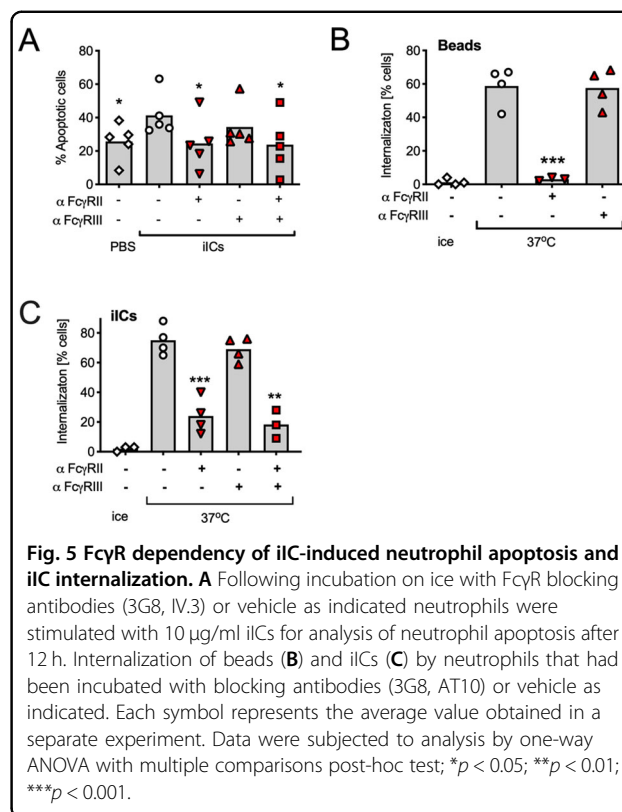 A
% Apoptotic cells
80
60
40
20
0
* * *
α FcγRII - - + - +
α FcγRIII - - - + +
PBS iICs
B
Beads
Internalizaton [% cells]
80
60
40
20
0
***
α FcγRII - - + -
α FcγRIII - - - +
ice 37ºC
C
iICs
Internalizaton [% cells]
80
60
40
20
0
*** **
α FcγRII - - + - +
α FcγRIII - - - + +
ice 37ºC
Fig. 5 FcγR dependency of iIC-induced neutrophil apoptosis and
iIC internalization. A Following incubation on ice with FcγR blocking
antibodies (3G8, IV.3) or vehicle as indicated neutrophils were
stimulated with 10 µg/ml iICs for analysis of neutrophil apoptosis after
12 h. Internalization of beads (B) and iICs (C) by neutrophils that had
been incubated with blocking antibodies (3G8, AT10) or vehicle as
indicated. Each symbol represents the average value obtained in a
separate experiment. Data were subjected to analysis by one-way
ANOVA with multiple comparisons post-hoc test; *p < 0.05; **p < 0.01;
***p < 0.001.